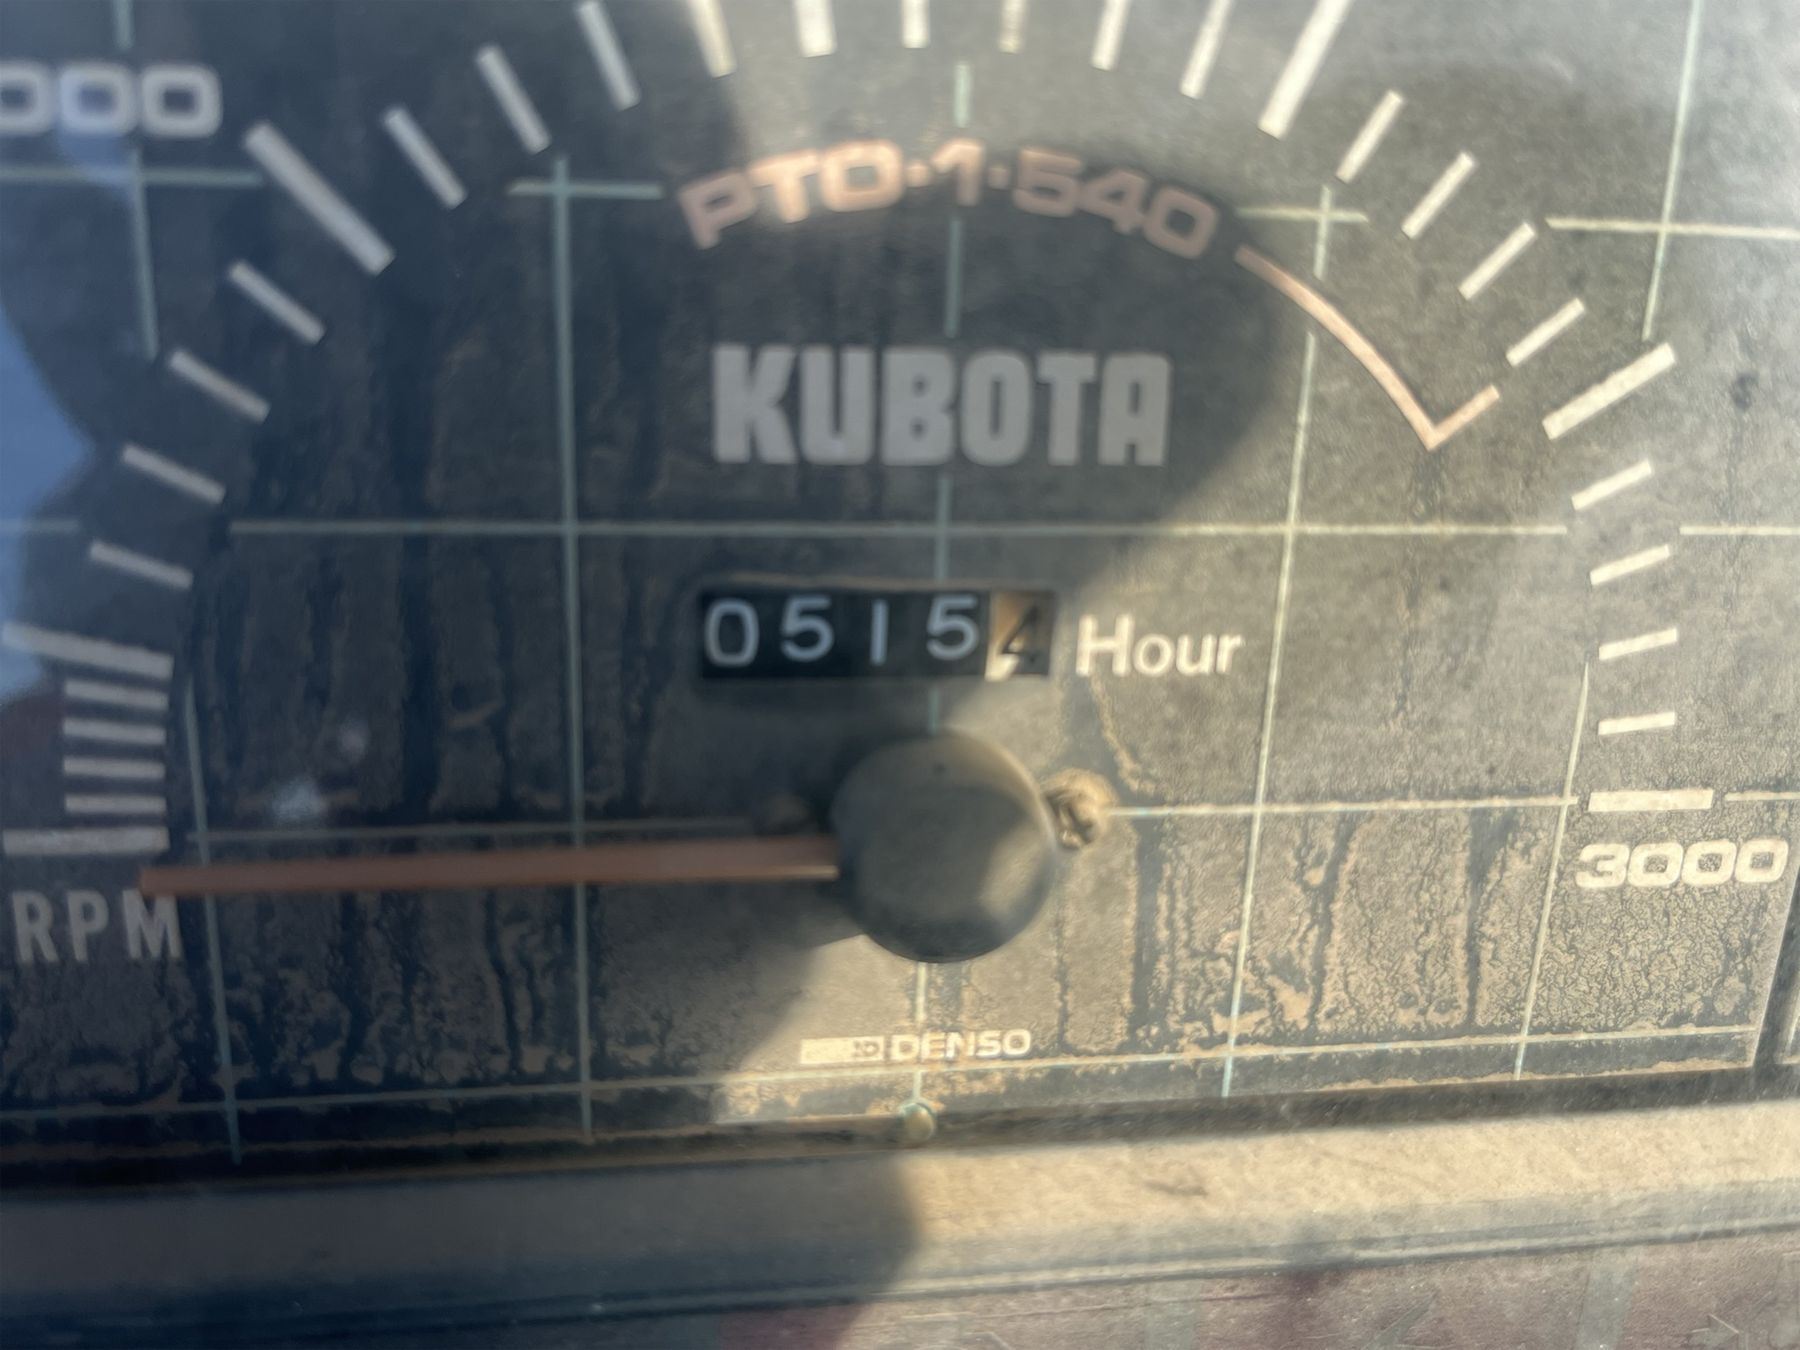 000
PTO·1·540
KUBOTA
05154 Hour
3000
RPM
DENSO